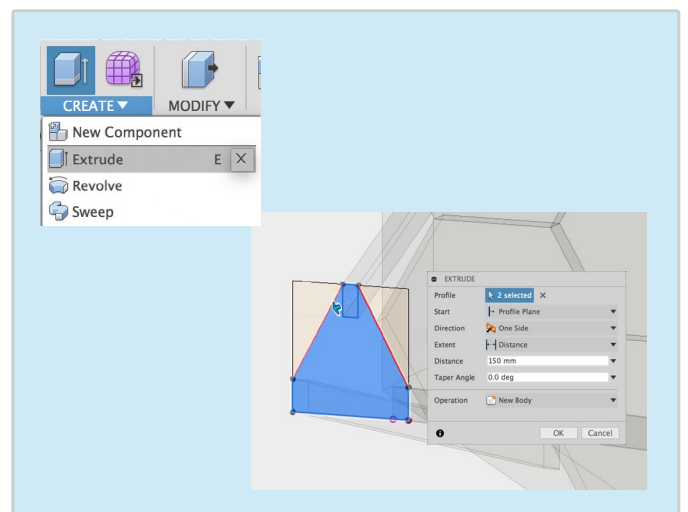 CREATE ▼ MODIFY ▼
New Component
Extrude E
Revolve
Sweep
EXTRUDE
Profile 2 selected
Start Profile Plane
Direction One Side
Extent Distance
Distance 150 mm
Taper Angle 0.0 deg
Operation New Body
OK Cancel